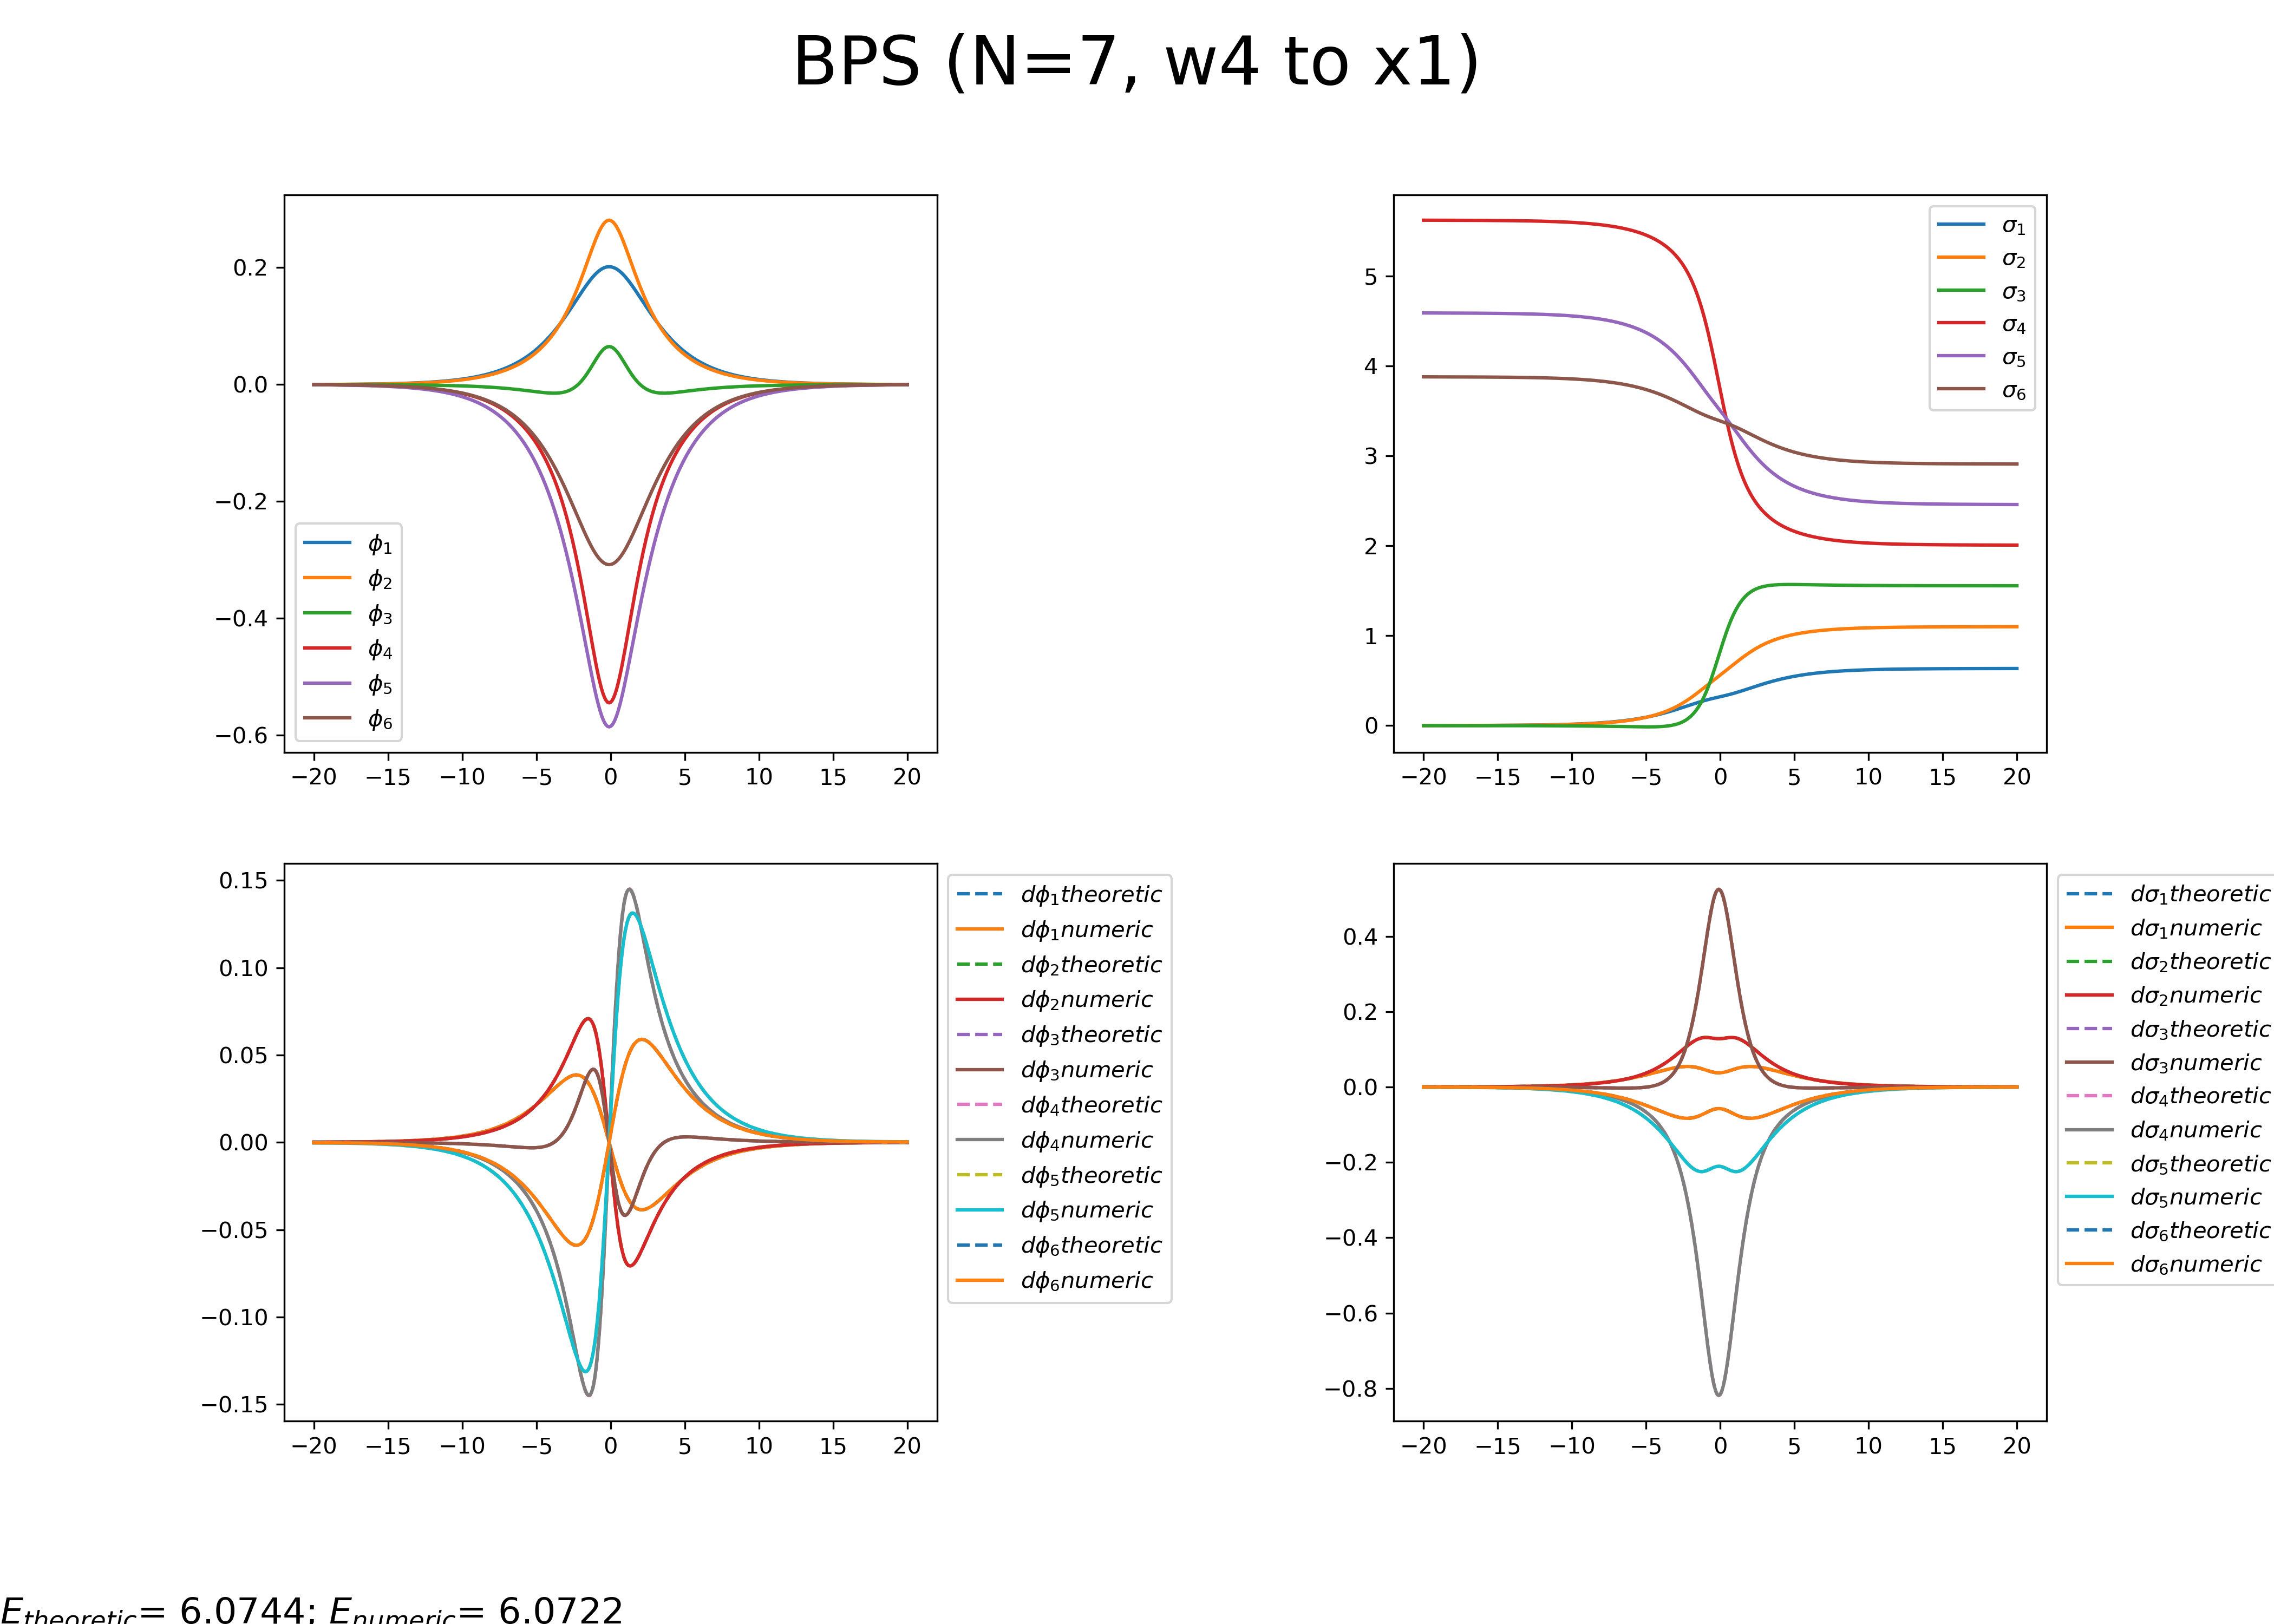 BPS (N=7, w4 to x1)
0.2
0.0
−0.2
−0.4
−0.6
ϕ1
ϕ2
ϕ3
ϕ4
ϕ5
ϕ6
−20 −15 −10 −5 0 5 10 15 20
5
4
3
2
1
0
σ1
σ2
σ3
σ4
σ5
σ6
−20 −15 −10 −5 0 5 10 15 20
0.15
0.10
0.05
0.00
−0.05
−0.10
−0.15
−20 −15 −10 −5 0 5 10 15 20
dϕ1theoretic
dϕ1numeric
dϕ2theoretic
dϕ2numeric
dϕ3theoretic
dϕ3numeric
dϕ4theoretic
dϕ4numeric
dϕ5theoretic
dϕ5numeric
dϕ6theoretic
dϕ6numeric
0.4
0.2
0.0
−0.2
−0.4
−0.6
−0.8
−20 −15 −10 −5 0 5 10 15 20
dσ1theoretic
dσ1numeric
dσ2theoretic
dσ2numeric
dσ3theoretic
dσ3numeric
dσ4theoretic
dσ4numeric
dσ5theoretic
dσ5numeric
dσ6theoretic
dσ6numeric
Etheoretic= 6.0744; Enumeric= 6.0722